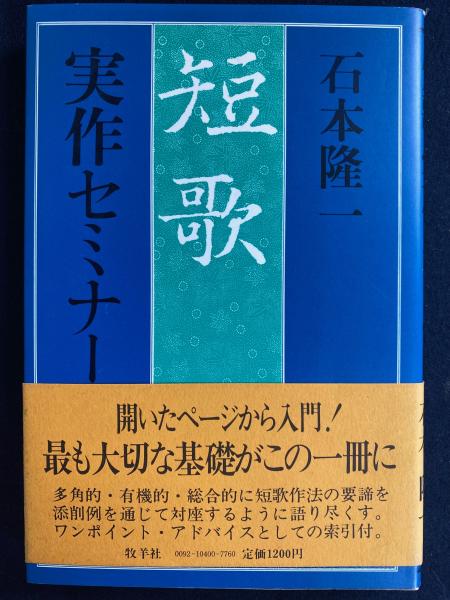 石本隆一
短歌
実作セミナー
開いたページから入門!
最も大切な基礎がこの一冊に
多角的・有機的・総合的に短歌作法の要諦を
添削例を通じて対座するように語り尽くす。
ワンポイント・アドバイスとしての索引付。
牧羊社 0092-10400-7760 定価1200円